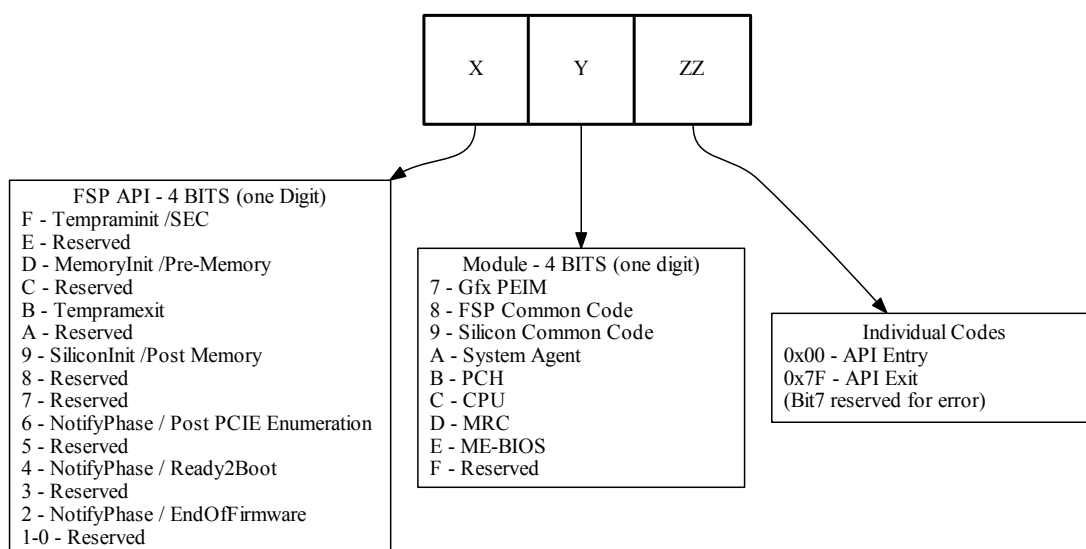 X Y ZZ
FSP API - 4 BITS (one Digit)
F - Tempraminit /SEC
E - Reserved
D - MemoryInit /Pre-Memory
C - Reserved
B - Tempramexit
A - Reserved
9 - SiliconInit /Post Memory
8 - Reserved
7 - Reserved
6 - NotifyPhase / Post PCIE Enumeration
5 - Reserved
4 - NotifyPhase / Ready2Boot
3 - Reserved
2 - NotifyPhase / EndOfFirmware
1-0 - Reserved
Module - 4 BITS (one digit)
7 - Gfx PEIM
8 - FSP Common Code
9 - Silicon Common Code
A - System Agent
B - PCH
C - CPU
D - MRC
E - ME-BIOS
F - Reserved
Individual Codes
0x00 - API Entry
0x7F - API Exit
(Bit7 reserved for error)